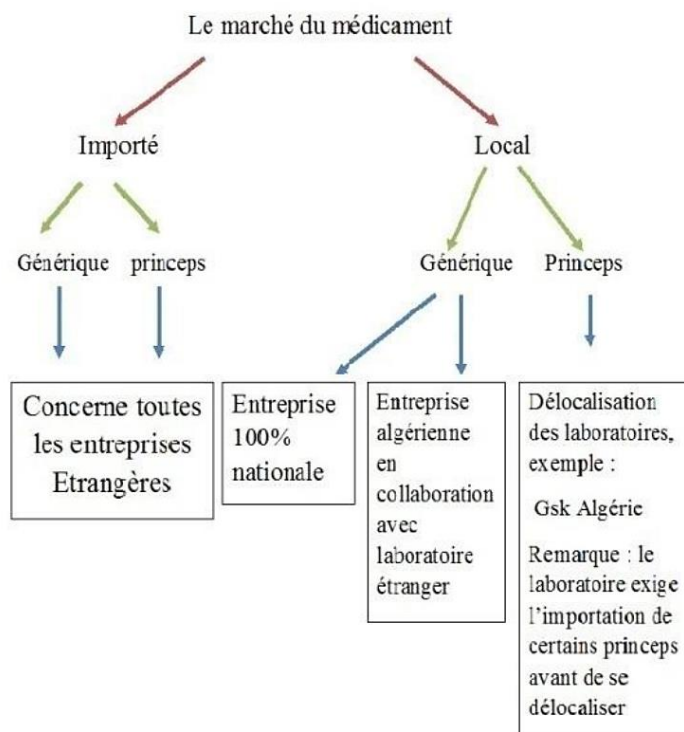 Le marché du médicament
Importé
Local
Générique
princeps
Générique
Princeps
Concerne toutes
les entreprises
Etrangères
Entreprise
100%
nationale
Entreprise
algérienne
en
collaboration
avec
laboratoire
étranger
Délocalisation
des laboratoires,
exemple :
Gsk Algérie
Remarque : le
laboratoire exige
l'importation de
certains princeps
avant de se
délocaliser